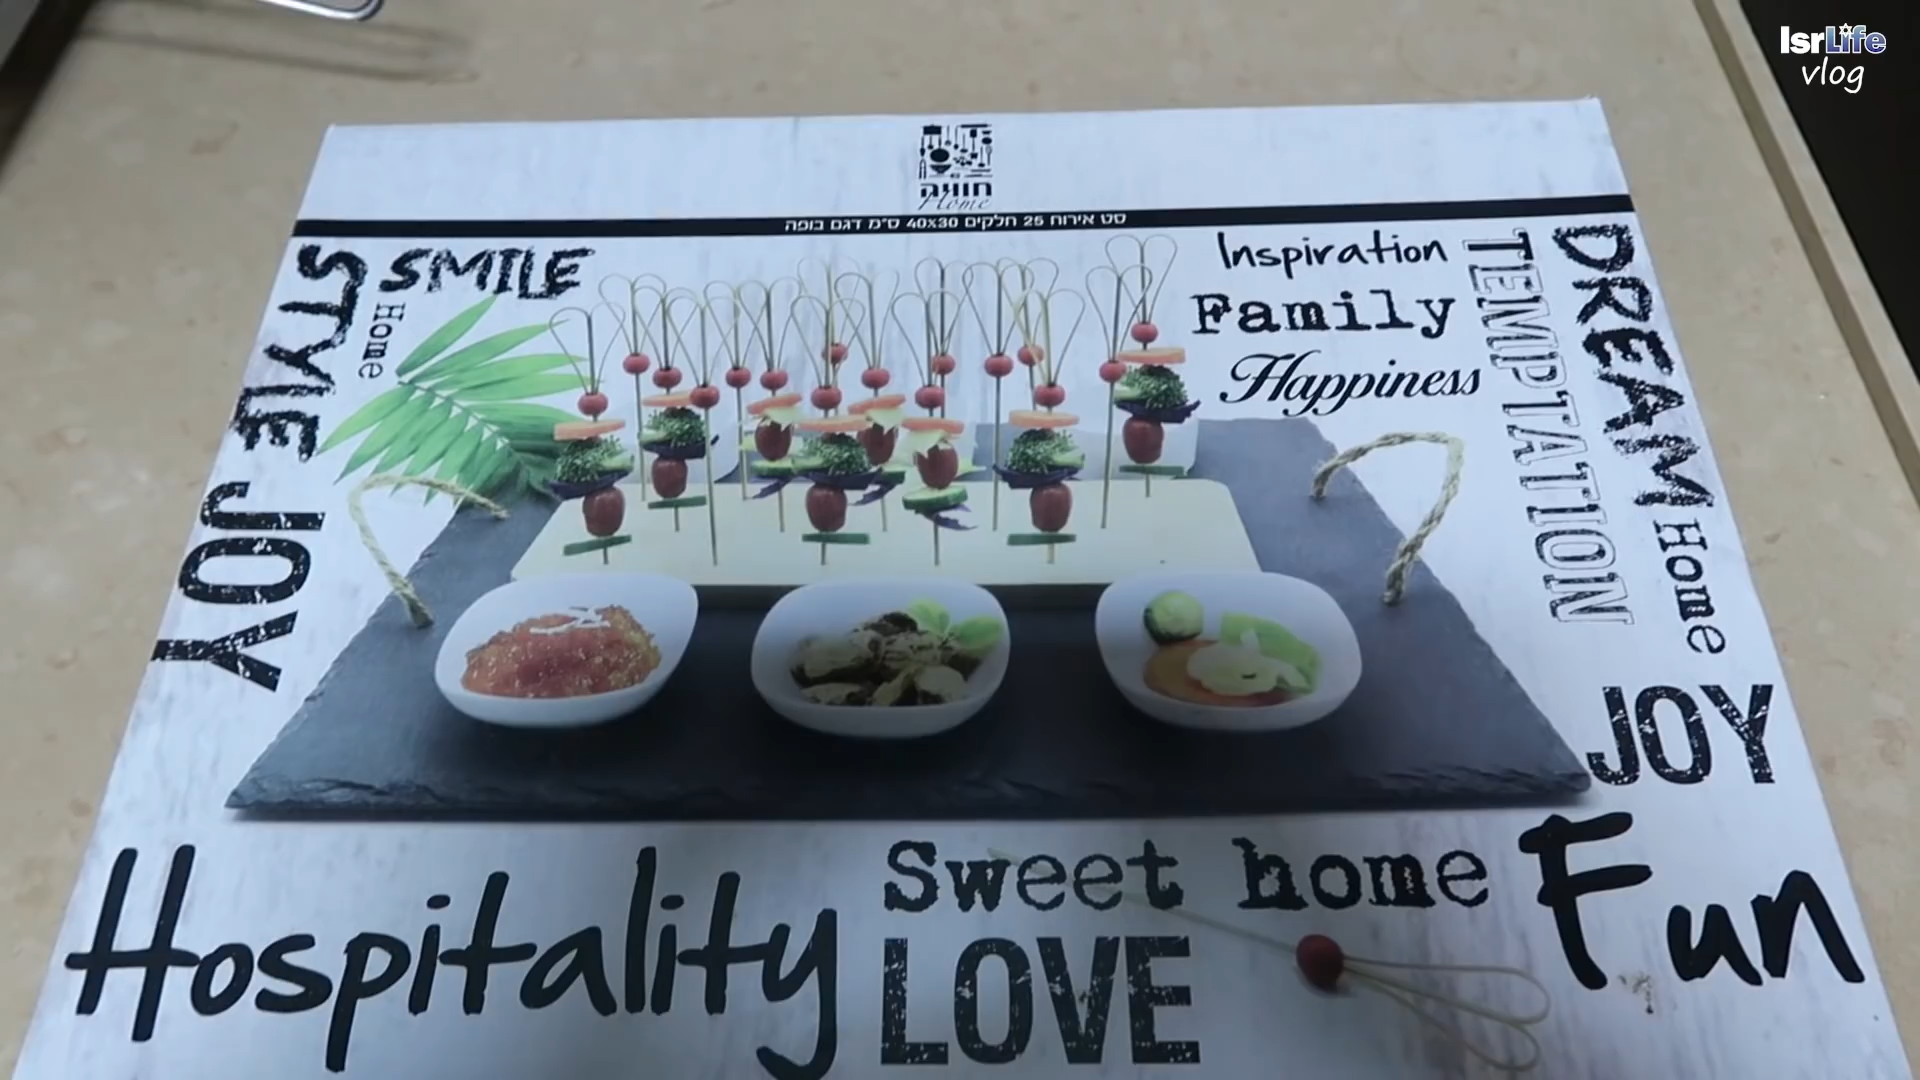 IsrLife
vlog
חוויה
Home
סט אירוח 25 חלקים 40x30 ס"מ דגם בופה
STYLE JOY
SMILE
Home
Inspiration
Family
Happiness
TEMPTATION
DREAM
Home
JOY
Hospitality
Sweet home
LOVE
Fun